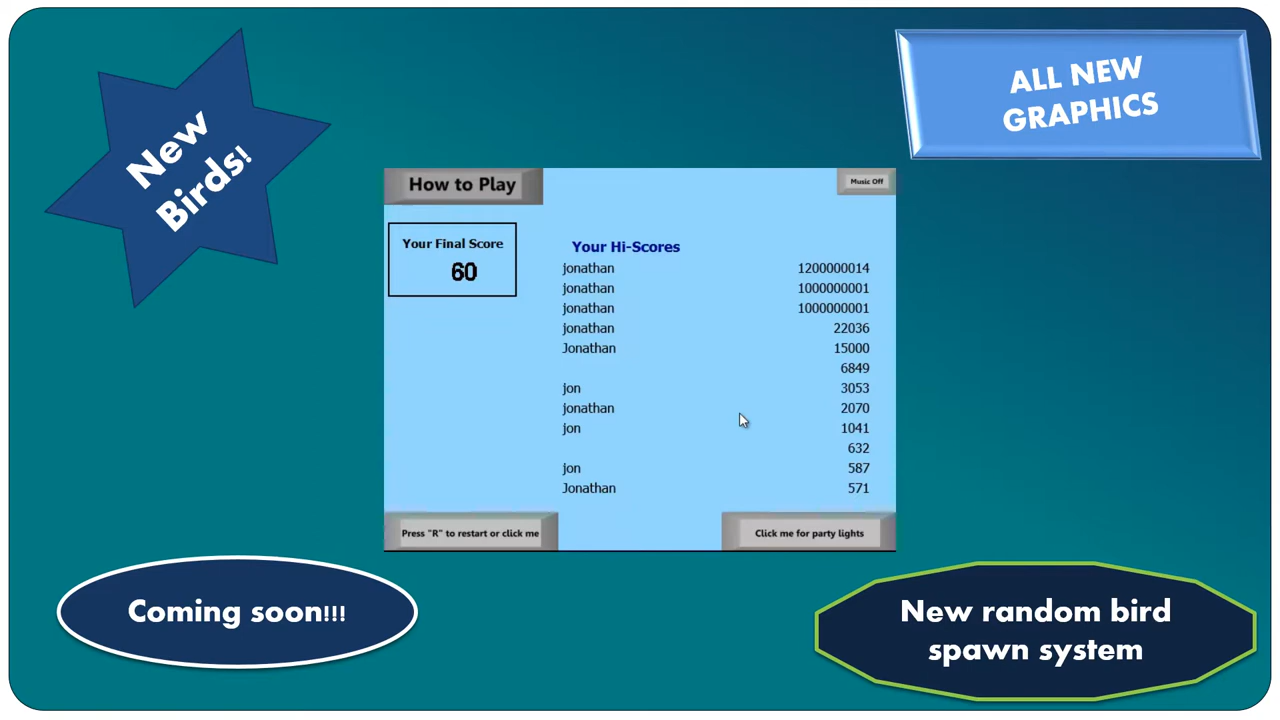 New
Birds!
ALL NEW
GRAPHICS
How to Play
Music Off
Your Final Score
60
Your Hi-Scores
jonathan 1200000014
jonathan 1000000001
jonathan 1000000001
jonathan 22036
Jonathan 15000
6849
jon 3053
jonathan 2070
jon 1041
632
jon 587
Jonathan 571
Press "R" to restart or click me
Click me for party lights
Coming soon!!!
New random bird
spawn system